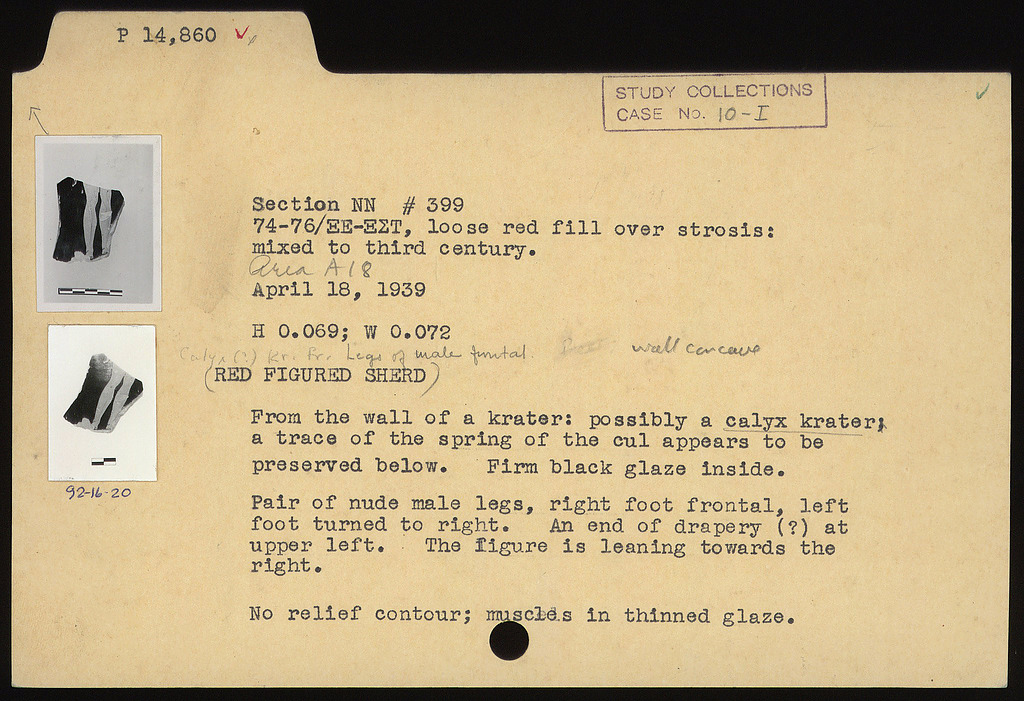 P 14,860 ✓
STUDY COLLECTIONS
CASE No. 10-I
Section NN # 399
74-76/ΞΕ-ΞΣΤ, loose red fill over strosis:
mixed to third century.
Area A18
April 18, 1939
H 0.069; W 0.072
Calyx(?) Kr. Fr. Legs of male frontal. wall concave
(RED FIGURED SHERD)
From the wall of a krater: possibly a calyx krater;
a trace of the spring of the cul appears to be
preserved below. Firm black glaze inside.
92-16-20
Pair of nude male legs, right foot frontal, left
foot turned to right. An end of drapery (?) at
upper left. The figure is leaning towards the
right.
No relief contour; muscles in thinned glaze.